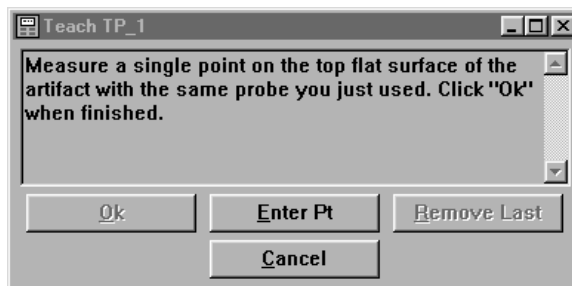 Teach TP_1
Measure a single point on the top flat surface of the
artifact with the same probe you just used. Click "Ok"
when finished.
Ok
Enter Pt
Remove Last
Cancel